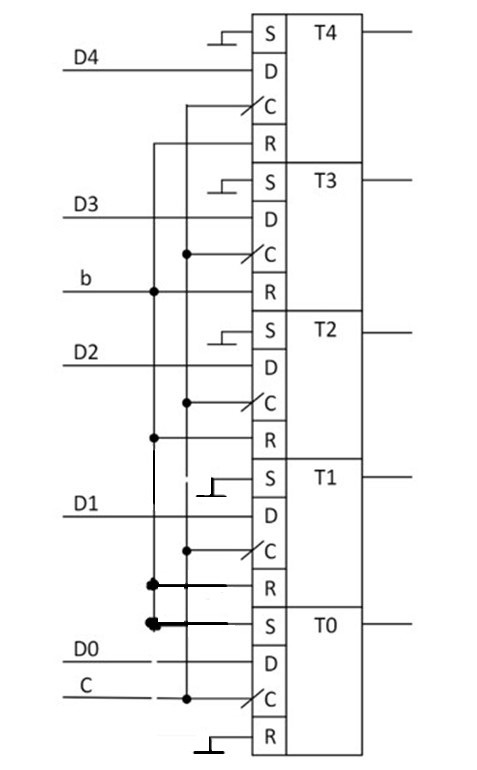 S T4
D4 D
C
R
S T3
D3 D
C
b R
S T2
D2 D
C
R
S T1
D1 D
C
R
S T0
D0 D
C C
R